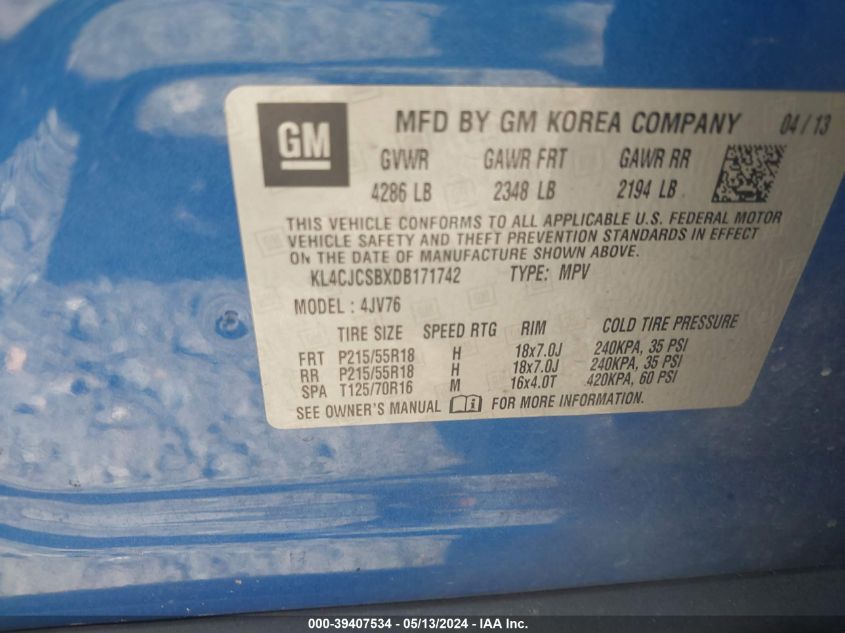 GM
MFD BY GM KOREA COMPANY 04/13
GVWR GAWR FRT GAWR RR
4286 LB 2348 LB 2194 LB
THIS VEHICLE CONFORMS TO ALL APPLICABLE U.S. FEDERAL MOTOR
VEHICLE SAFETY AND THEFT PREVENTION STANDARDS IN EFFECT
ON THE DATE OF MANUFACTURE SHOWN ABOVE.
KL4CJCSBXDB171742 TYPE: MPV
MODEL : 4JV76
TIRE SIZE SPEED RTG RIM COLD TIRE PRESSURE
FRT P215/55R18 H 18x7.0J 240KPA, 35 PSI
RR P215/55R18 H 18x7.0J 240KPA, 35 PSI
SPA T125/70R16 M 16x4.0T 420KPA, 60 PSI
SEE OWNER'S MANUAL i FOR MORE INFORMATION.
000-39407534 - 05/13/2024 - IAA Inc.